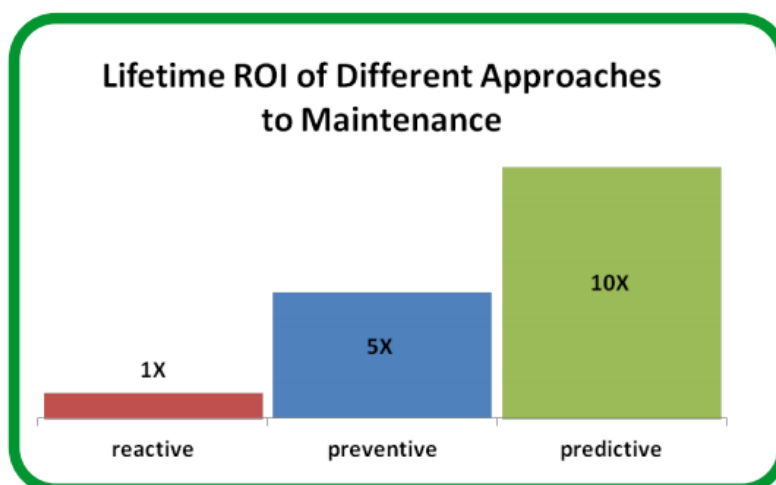 Lifetime ROI of Different Approaches
to Maintenance
1X
5X
10X
reactive
preventive
predictive